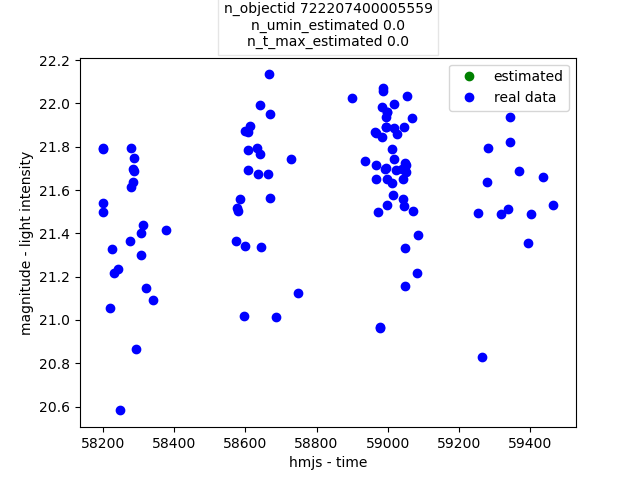 n_objectid 722207400005559
n_umin_estimated 0.0
n_t_max_estimated 0.0
estimated
real data
magnitude - light intensity
22.2
22.0
21.8
21.6
21.4
21.2
21.0
20.8
20.6
58200 58400 58600 58800 59000 59200 59400
hmjs - time